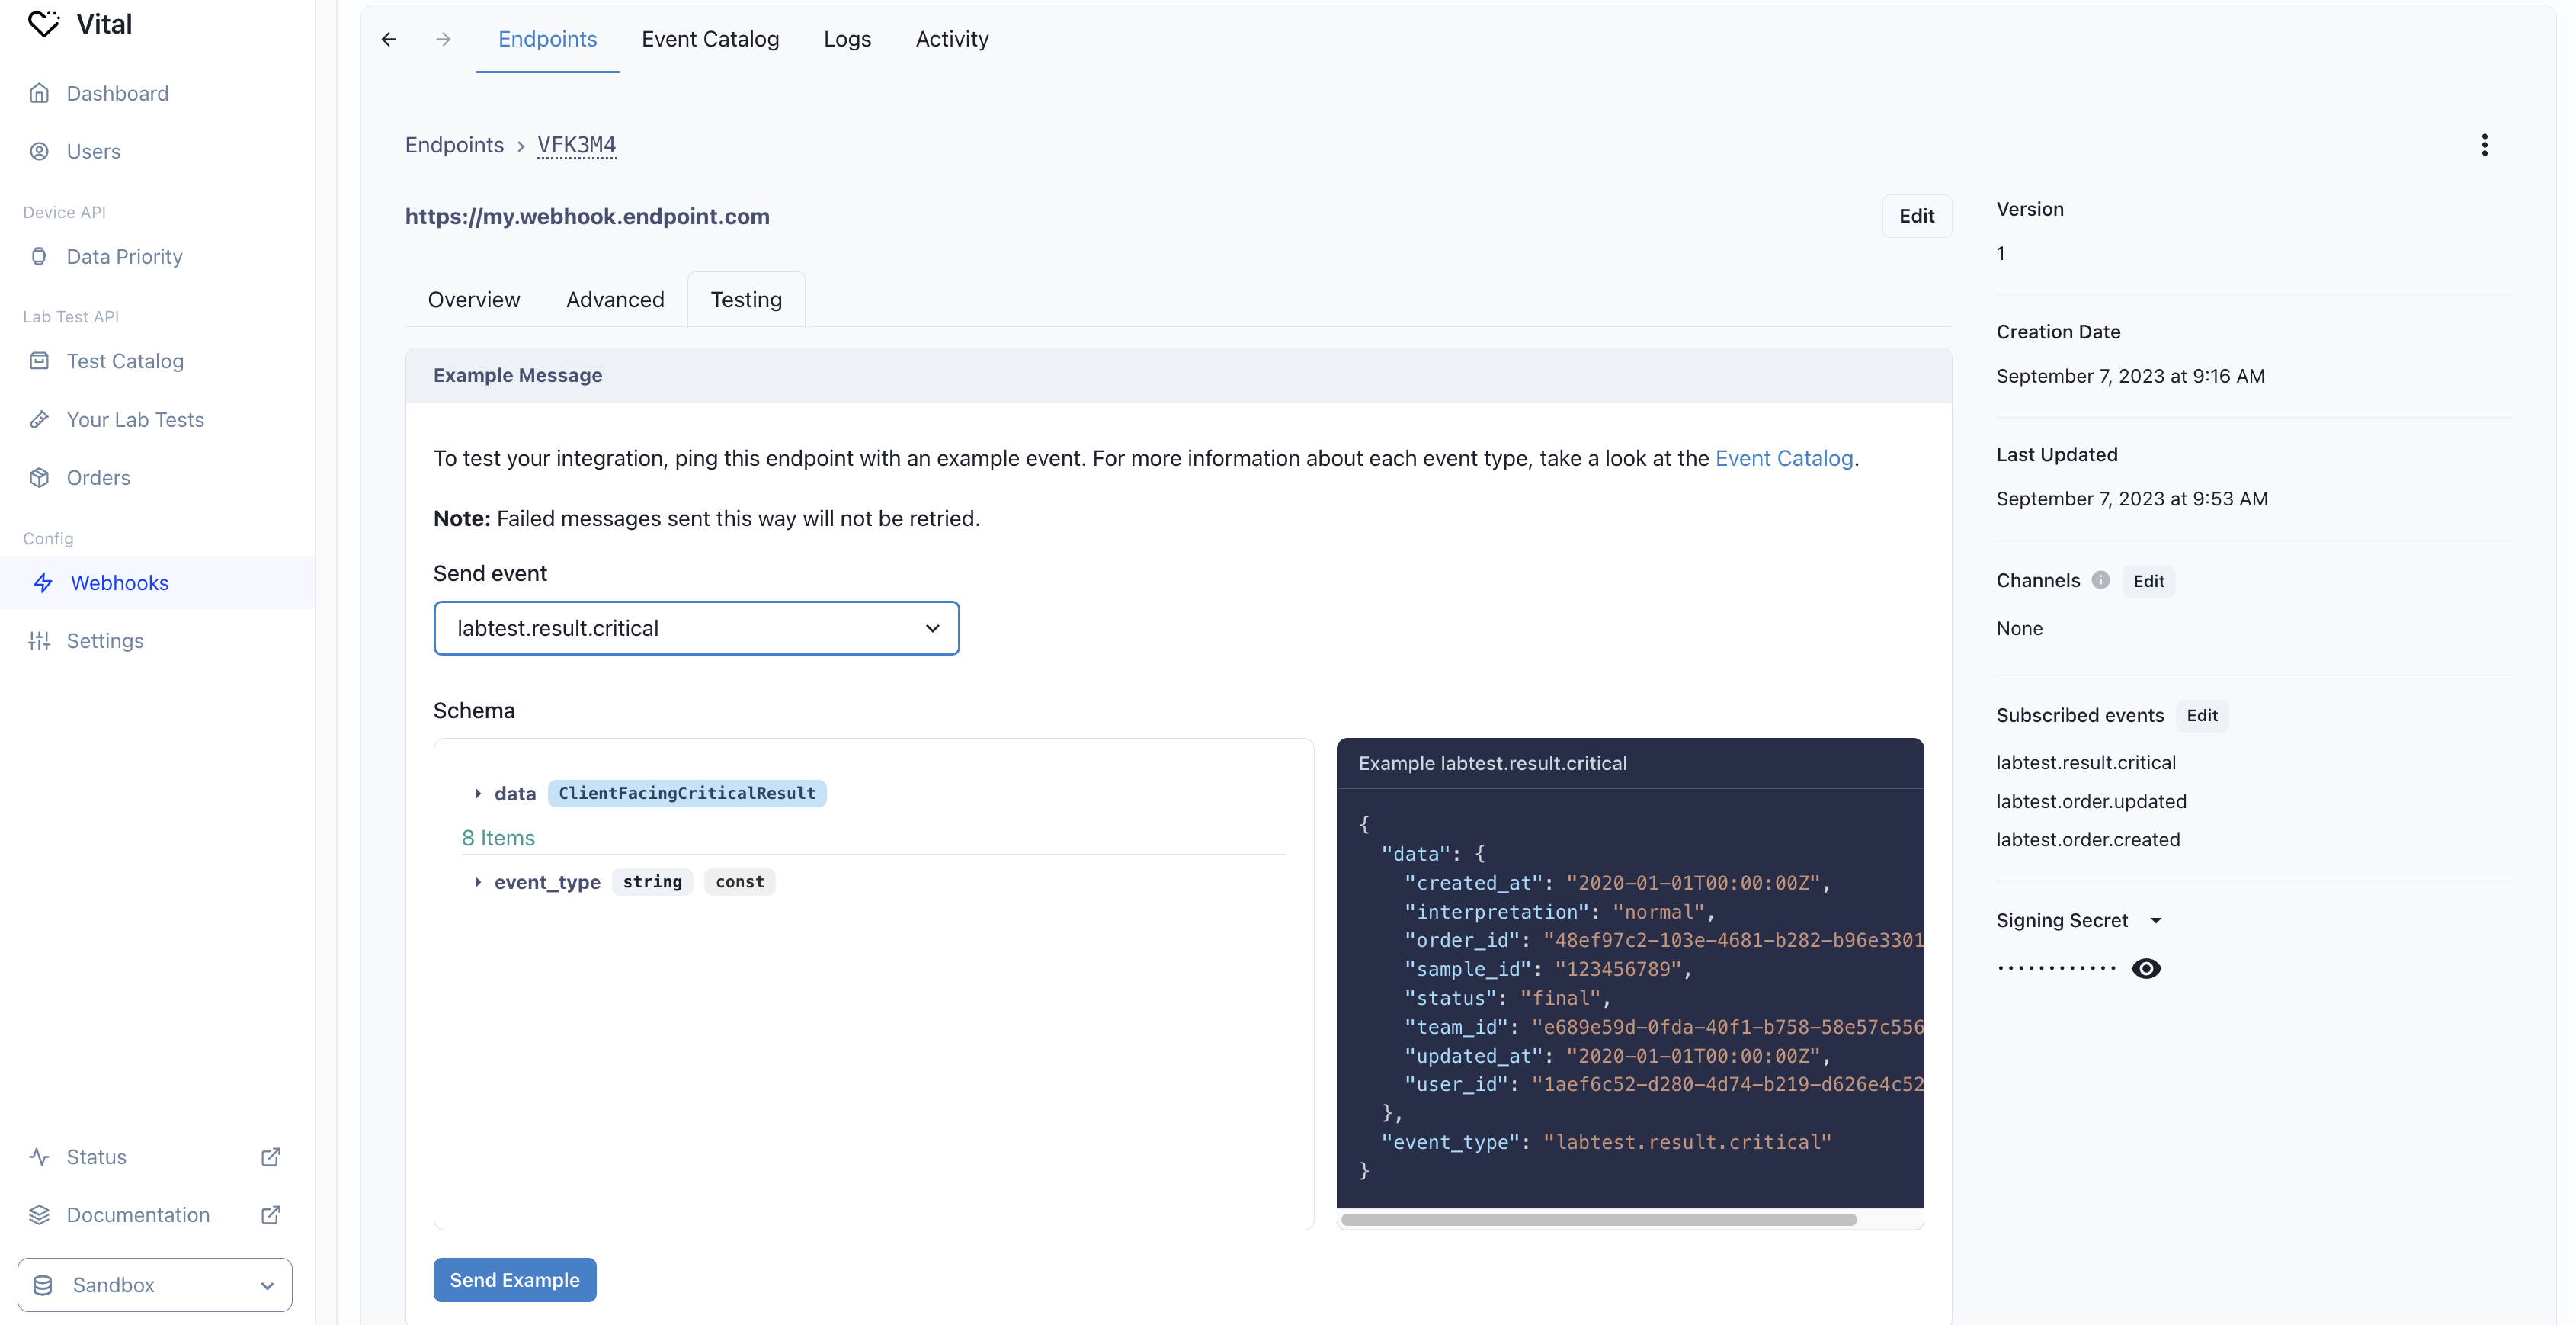 Vital
Dashboard
Users
Device API
Data Priority
Lab Test API
Test Catalog
Your Lab Tests
Orders
Config
Webhooks
Settings
Status
Documentation
Sandbox
Endpoints Event Catalog Logs Activity
Endpoints › VFK3M4
https://my.webhook.endpoint.com
Edit
Overview Advanced Testing
Example Message
To test your integration, ping this endpoint with an example event. For more information about each event type, take a look at the Event Catalog.
Note: Failed messages sent this way will not be retried.
Send event
labtest.result.critical
Schema
data ClientFacingCriticalResult
8 Items
event_type string const
Example labtest.result.critical
{
"data": {
"created_at": "2020-01-01T00:00:00Z",
"interpretation": "normal",
"order_id": "48ef97c2-103e-4681-b282-b96e3301
"sample_id": "123456789",
"status": "final",
"team_id": "e689e59d-0fda-40f1-b758-58e57c556
"updated_at": "2020-01-01T00:00:00Z",
"user_id": "1aef6c52-d280-4d74-b219-d626e4c52
},
"event_type": "labtest.result.critical"
}
Send Example
Version
1
Creation Date
September 7, 2023 at 9:16 AM
Last Updated
September 7, 2023 at 9:53 AM
Channels Edit
None
Subscribed events Edit
labtest.result.critical
labtest.order.updated
labtest.order.created
Signing Secret
············